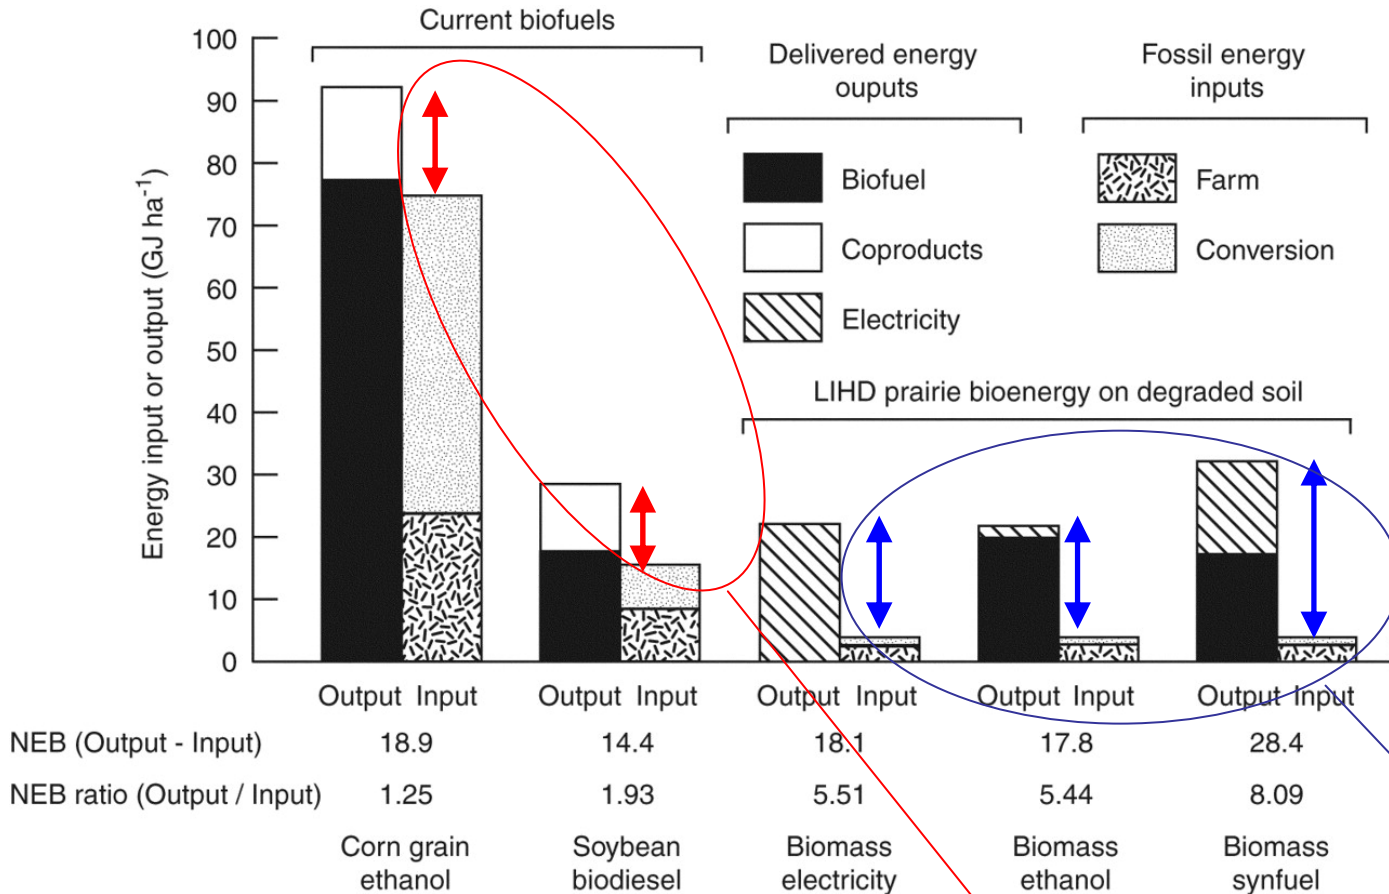 Current biofuels
Delivered energy
ouputs
Fossil energy
inputs
Biofuel
Coproducts
Electricity
Farm
Conversion
LIHD prairie bioenergy on degraded soil
Energy input or output (GJ ha⁻¹)
100
90
80
70
60
50
40
30
20
10
0
Output Input Output Input Output Input Output Input Output Input
NEB (Output - Input) 18.9 14.4 18.1 17.8 28.4
NEB ratio (Output / Input) 1.25 1.93 5.51 5.44 8.09
Corn grain Soybean Biomass Biomass Biomass
ethanol biodiesel electricity ethanol synfuel